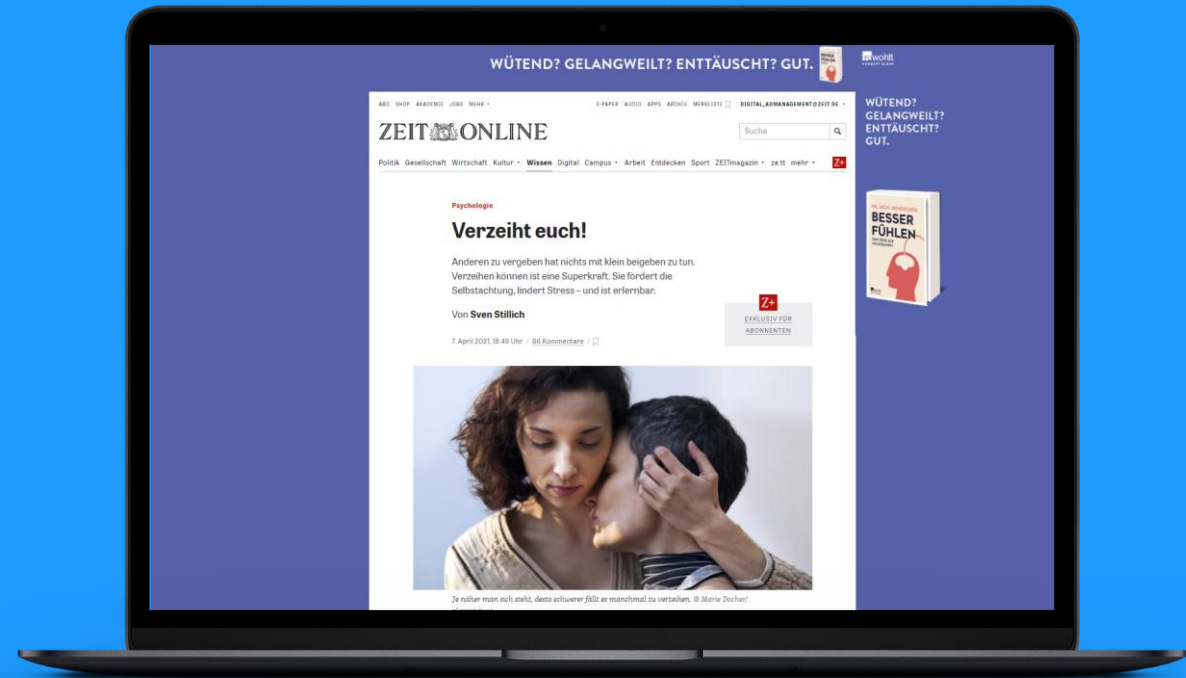 WÜTEND? GELANGWEILT? ENTTÄUSCHT? GUT.
ABO SHOP AKADEMIE JOBS MEHR
E-PAPER AUDIO APPS ARCHIV MERKLISTE DIGITAL_ADMANAGEMENT@ZEIT.DE
ZEIT ONLINE
Suche
Politik Gesellschaft Wirtschaft Kultur Wissen Digital Campus Arbeit Entdecken Sport ZEITmagazin ze.tt mehr Z+
Psychologie
Verzeiht euch!
Anderen zu vergeben hat nichts mit klein beigeben zu tun.
Verzeihen können ist eine Superkraft. Sie fördert die
Selbstachtung, lindert Stress – und ist erlernbar.
Von Sven Stillich
7. April 2021, 18:49 Uhr / 66 Kommentare /
Z+
EXKLUSIV FÜR
ABONNENTEN
Je näher man sich steht, desto schwerer fällt es manchmal zu verzeihen. © Marie Docher/
WÜTEND?
GELANGWEILT?
ENTTÄUSCHT?
GUT.
BESSER
FÜHLEN